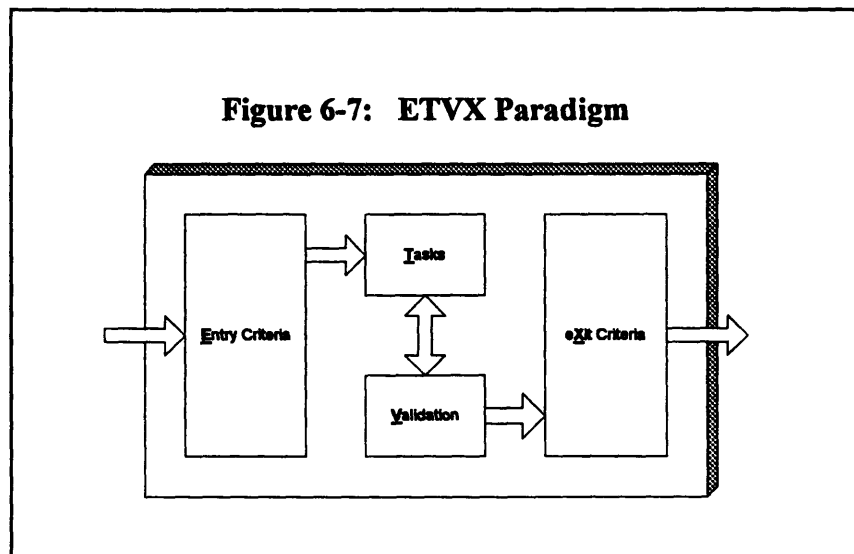 Figure 6-7: ETVX Paradigm
Tasks
Entry Criteria
eXit Criteria
Validation